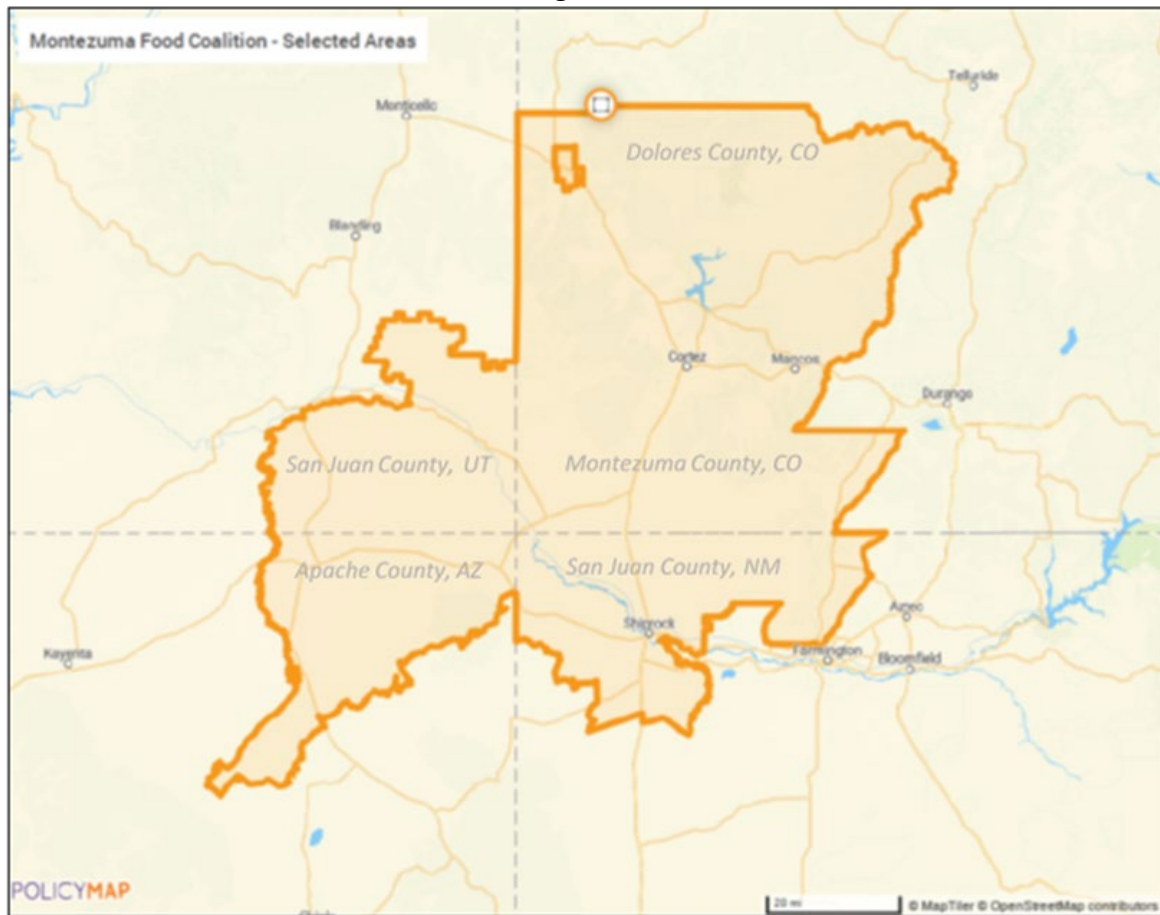 Montezuma Food Coalition - Selected Areas
Telluride
Monticello
Dolores County, CO
Blanding
Cortez
Mancos
Durango
San Juan County, UT
Montezuma County, CO
Apache County, AZ
San Juan County, NM
Aztec
Shiprock
Kayenta
Farmington
Bloomfield
POLICYMAP
20 mi
© MapTiler © OpenStreetMap contributors